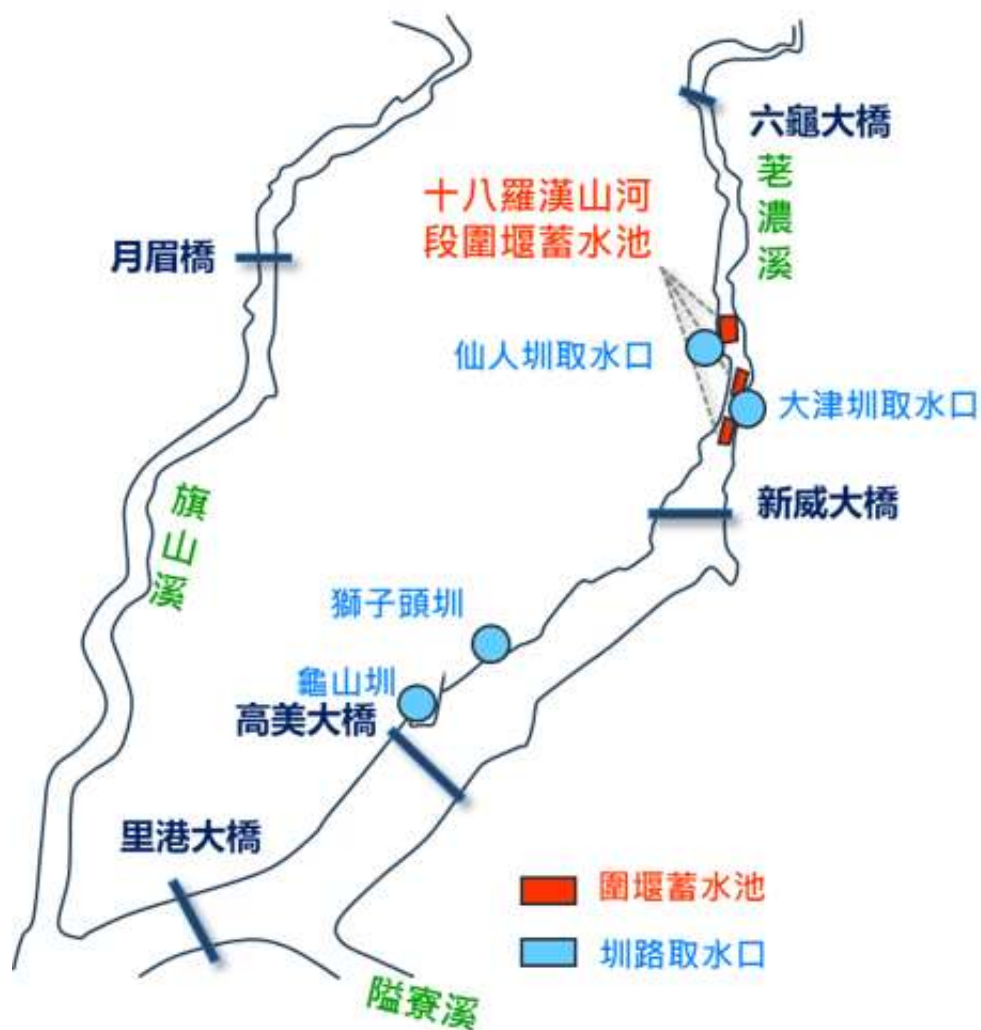 六龜大橋
荖濃溪
十八羅漢山河
段圍堰蓄水池
月眉橋
仙人圳取水口
大津圳取水口
新威大橋
旗山溪
獅子頭圳
龜山圳
高美大橋
里港大橋
圍堰蓄水池
圳路取水口
隘寮溪